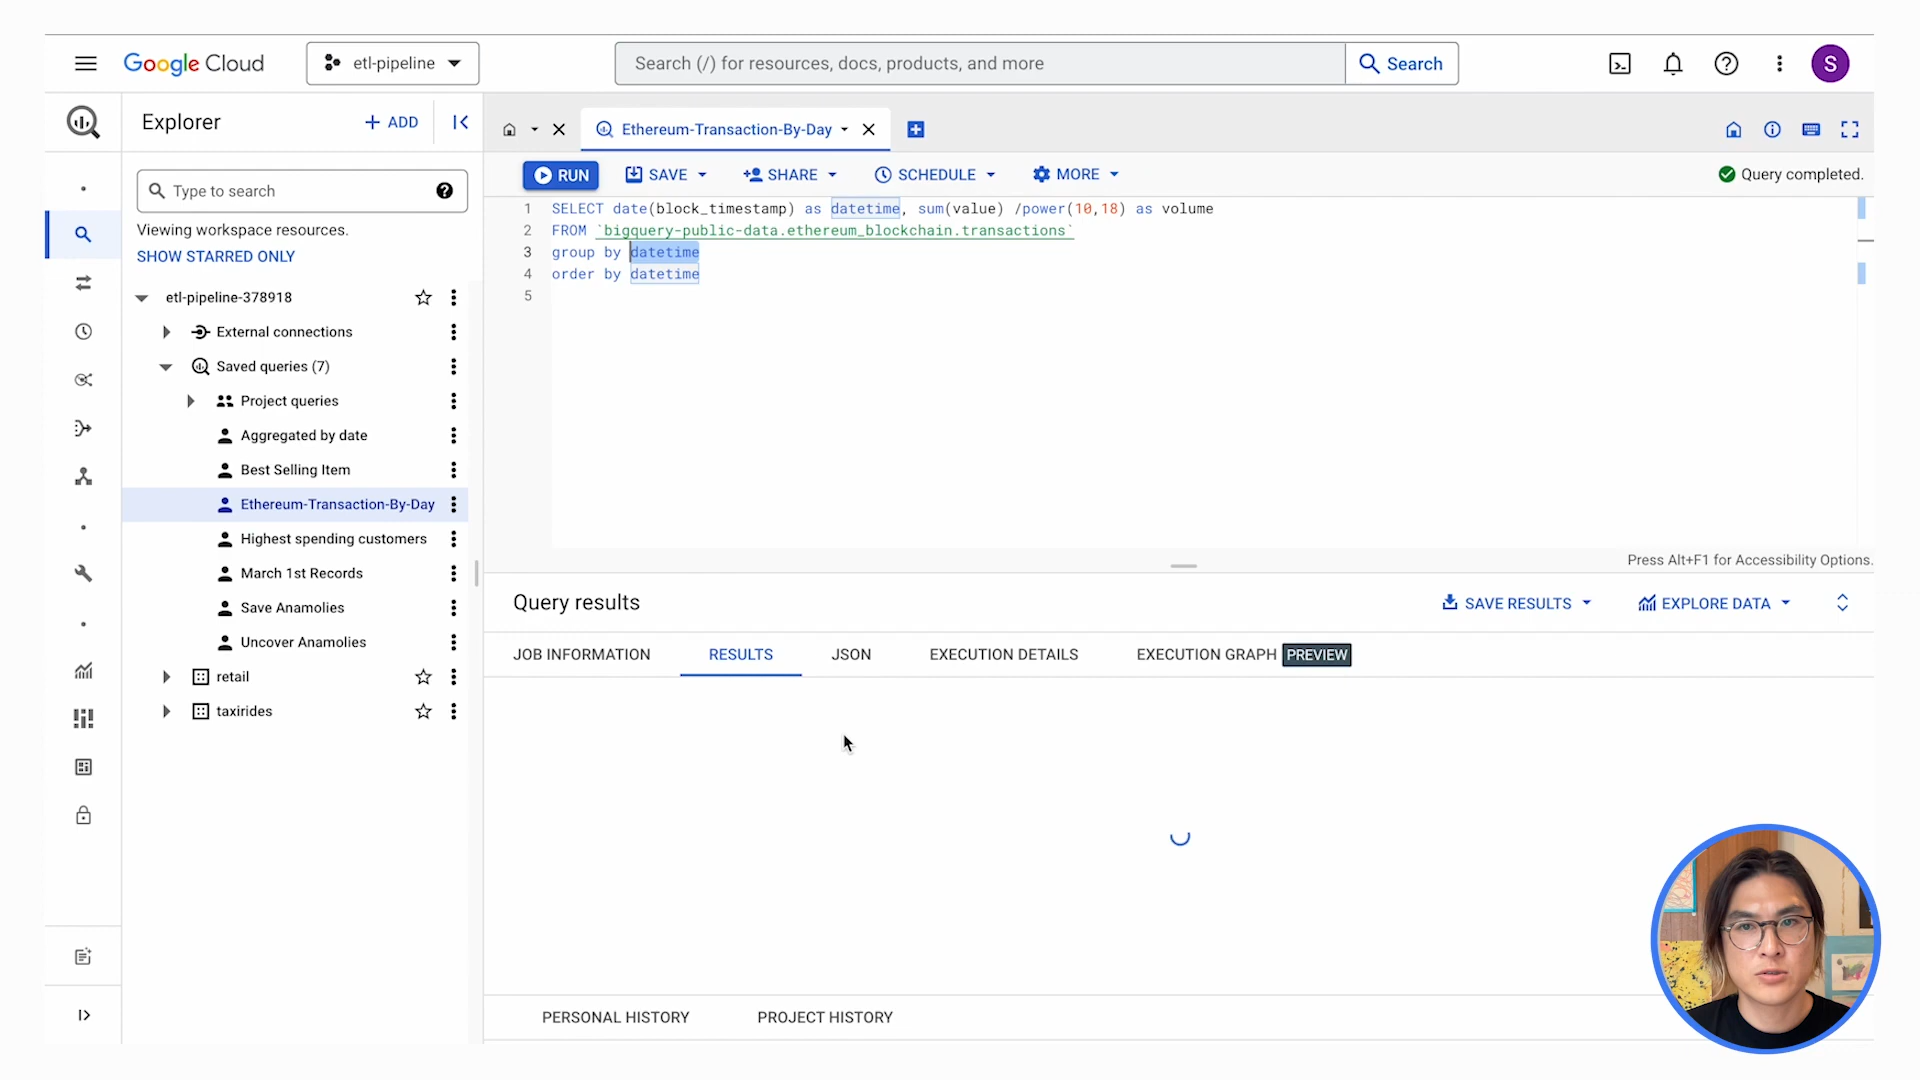 Google Cloud
etl-pipeline
Search (/) for resources, docs, products, and more
Search
S
Explorer
+ ADD
Ethereum-Transaction-By-Day
RUN
SAVE
SHARE
SCHEDULE
MORE
Query completed.
Type to search
Viewing workspace resources.
SHOW STARRED ONLY
etl-pipeline-378918
External connections
Saved queries (7)
Project queries
Aggregated by date
Best Selling Item
Ethereum-Transaction-By-Day
Highest spending customers
March 1st Records
Save Anamolies
Uncover Anamolies
retail
taxirides
1 SELECT date(block_timestamp) as datetime, sum(value) /power(10,18) as volume
2 FROM `bigquery-public-data.ethereum_blockchain.transactions`
3 group by datetime
4 order by datetime
5
Press Alt+F1 for Accessibility Options.
Query results
SAVE RESULTS
EXPLORE DATA
JOB INFORMATION
RESULTS
JSON
EXECUTION DETAILS
EXECUTION GRAPH PREVIEW
PERSONAL HISTORY
PROJECT HISTORY